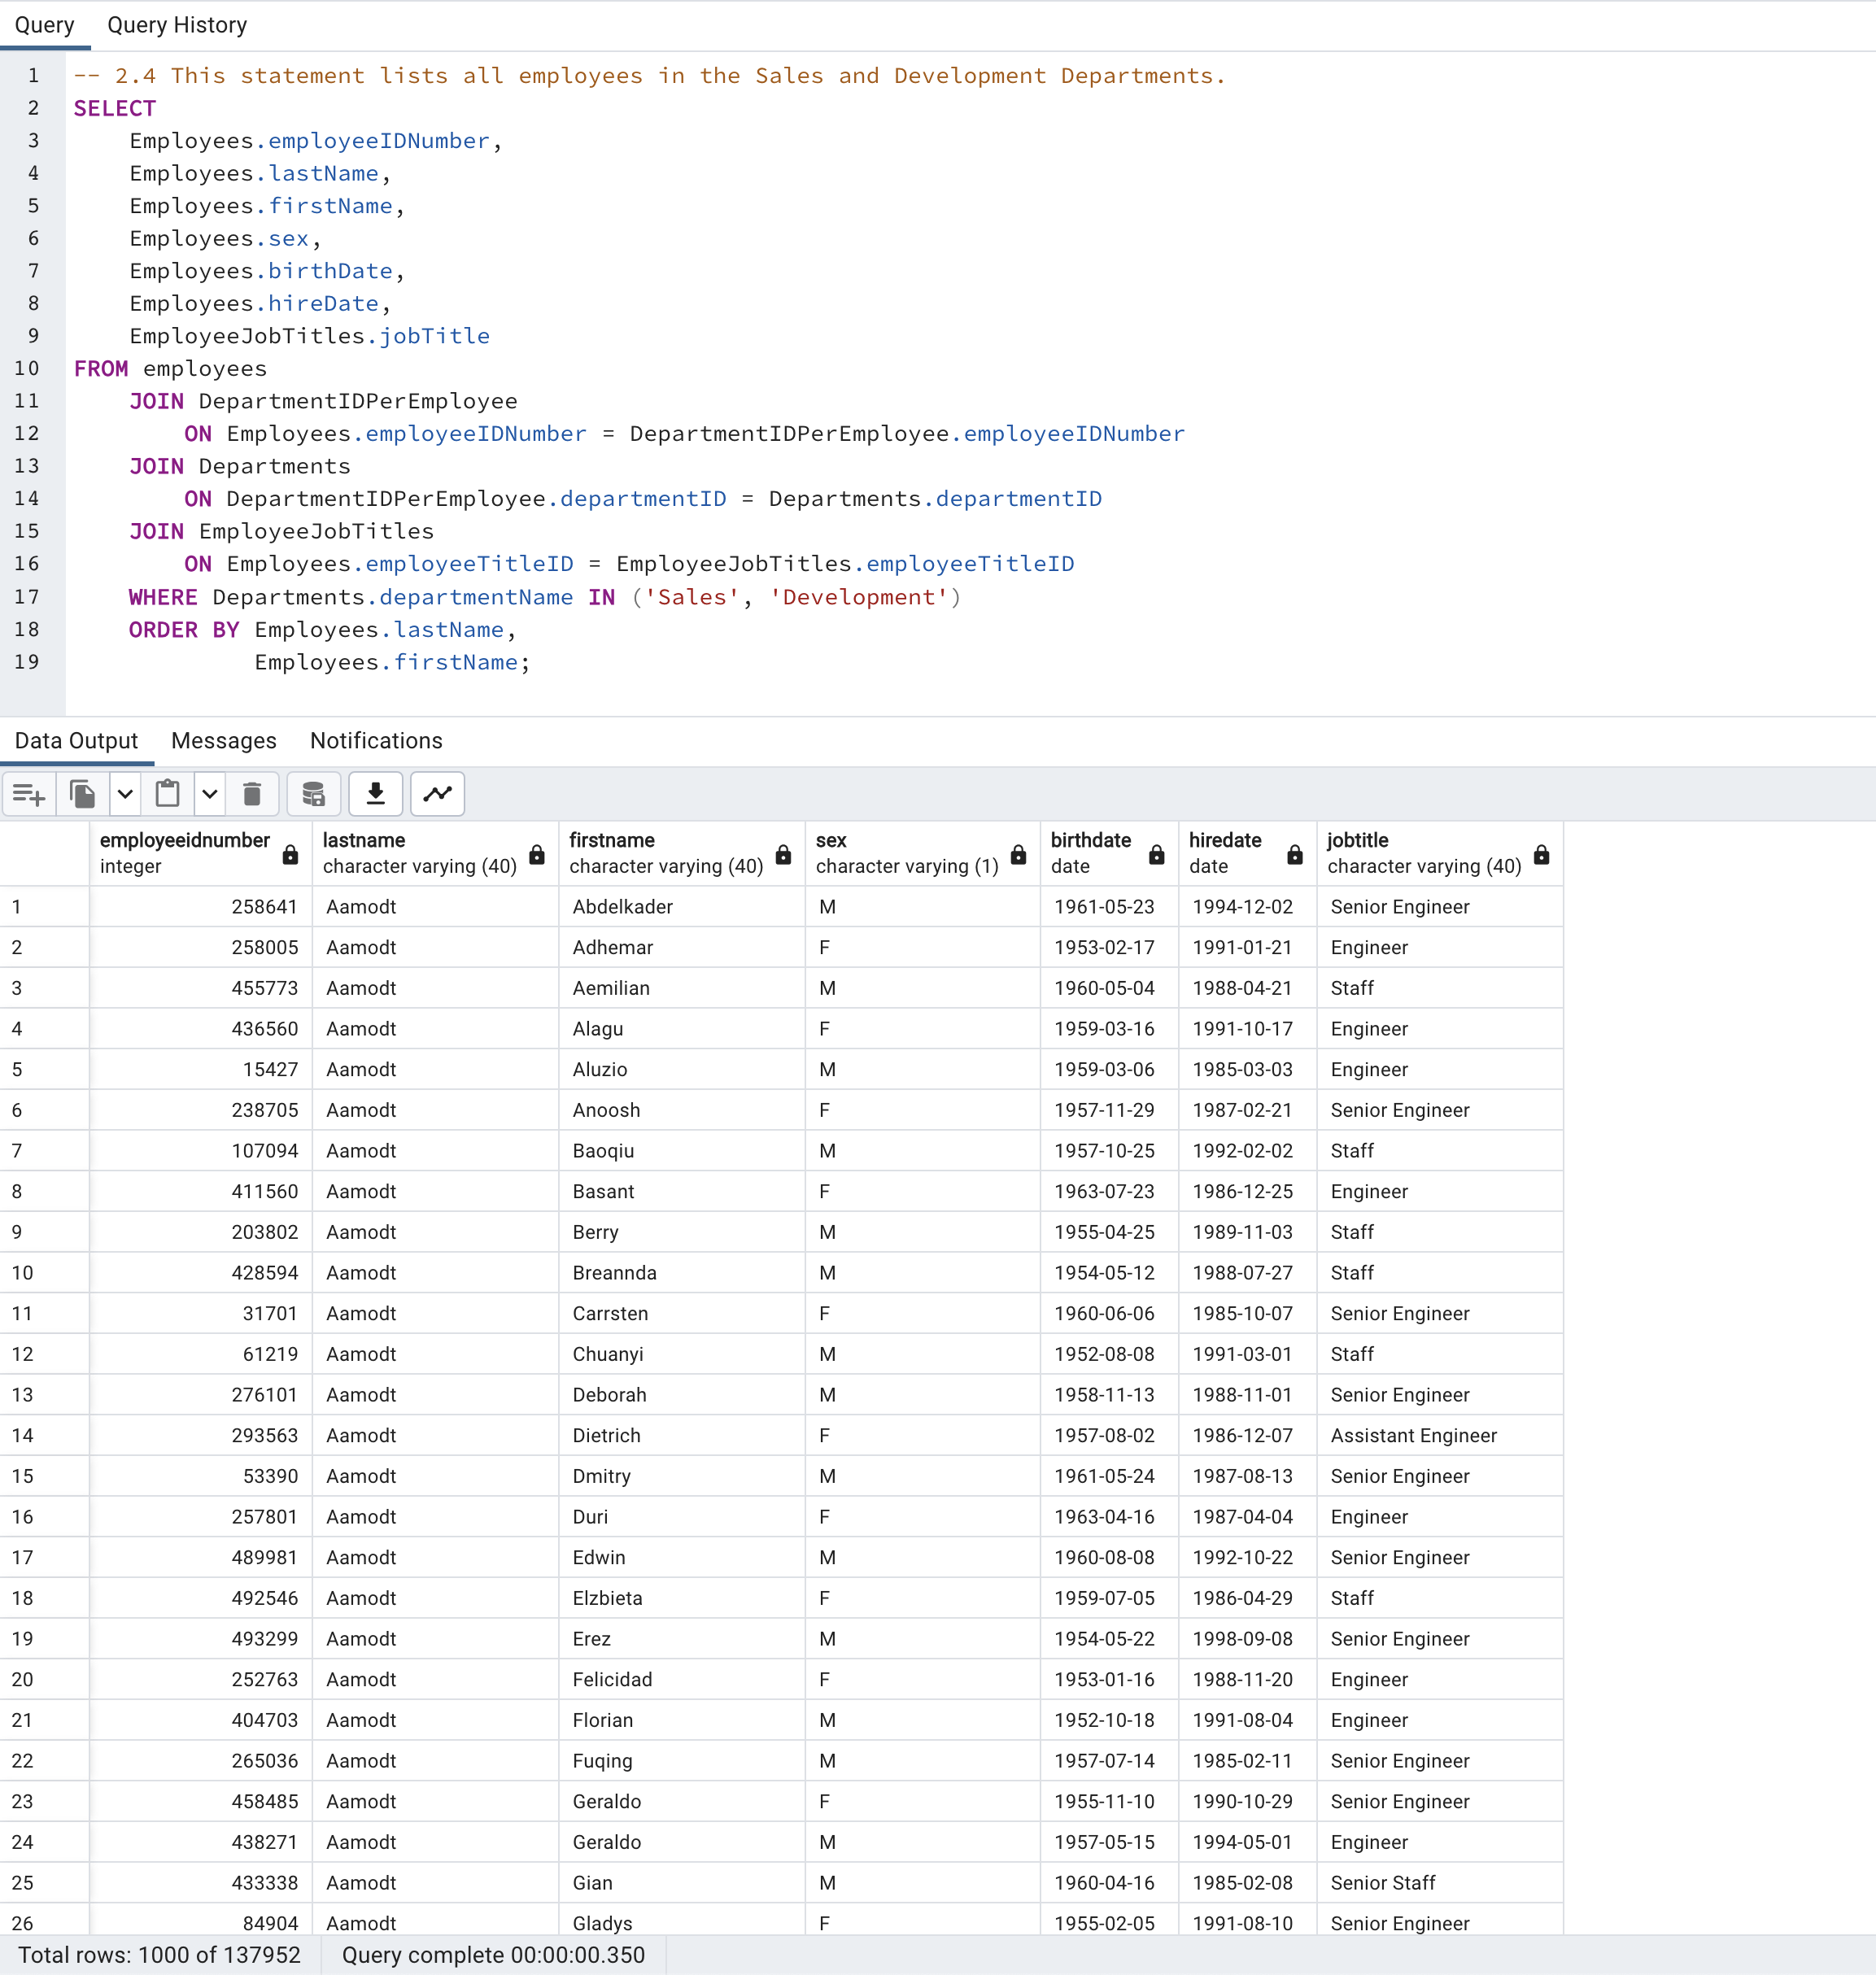 Query Query History
1 -- 2.4 This statement lists all employees in the Sales and Development Departments.
2 SELECT
3 Employees.employeeIDNumber,
4 Employees.lastName,
5 Employees.firstName,
6 Employees.sex,
7 Employees.birthDate,
8 Employees.hireDate,
9 EmployeeJobTitles.jobTitle
10 FROM employees
11 JOIN DepartmentIDPerEmployee
12 ON Employees.employeeIDNumber = DepartmentIDPerEmployee.employeeIDNumber
13 JOIN Departments
14 ON DepartmentIDPerEmployee.departmentID = Departments.departmentID
15 JOIN EmployeeJobTitles
16 ON Employees.employeeTitleID = EmployeeJobTitles.employeeTitleID
17 WHERE Departments.departmentName IN ('Sales', 'Development')
18 ORDER BY Employees.lastName,
19 Employees.firstName;
Data Output Messages Notifications
employeeidnumber lastname firstname sex birthdate hiredate jobtitle
integer character varying (40) character varying (40) character varying (1) date date character varying (40)
1 258641 Aamodt Abdelkader M 1961-05-23 1994-12-02 Senior Engineer
2 258005 Aamodt Adhemar F 1953-02-17 1991-01-21 Engineer
3 455773 Aamodt Aemilian M 1960-05-04 1988-04-21 Staff
4 436560 Aamodt Alagu F 1959-03-16 1991-10-17 Engineer
5 15427 Aamodt Aluzio M 1959-03-06 1985-03-03 Engineer
6 238705 Aamodt Anoosh F 1957-11-29 1987-02-21 Senior Engineer
7 107094 Aamodt Baoqiu M 1957-10-25 1992-02-02 Staff
8 411560 Aamodt Basant F 1963-07-23 1986-12-25 Engineer
9 203802 Aamodt Berry M 1955-04-25 1989-11-03 Staff
10 428594 Aamodt Breannda M 1954-05-12 1988-07-27 Staff
11 31701 Aamodt Carrsten F 1960-06-06 1985-10-07 Senior Engineer
12 61219 Aamodt Chuanyi M 1952-08-08 1991-03-01 Staff
13 276101 Aamodt Deborah M 1958-11-13 1988-11-01 Senior Engineer
14 293563 Aamodt Dietrich F 1957-08-02 1986-12-07 Assistant Engineer
15 53390 Aamodt Dmitry M 1961-05-24 1987-08-13 Senior Engineer
16 257801 Aamodt Duri F 1963-04-16 1987-04-04 Engineer
17 489981 Aamodt Edwin M 1960-08-08 1992-10-22 Senior Engineer
18 492546 Aamodt Elzbieta F 1959-07-05 1986-04-29 Staff
19 493299 Aamodt Erez M 1954-05-22 1998-09-08 Senior Engineer
20 252763 Aamodt Felicidad F 1953-01-16 1988-11-20 Engineer
21 404703 Aamodt Florian M 1952-10-18 1991-08-04 Engineer
22 265036 Aamodt Fuqing M 1957-07-14 1985-02-11 Senior Engineer
23 458485 Aamodt Geraldo F 1955-11-10 1990-10-29 Senior Engineer
24 438271 Aamodt Geraldo M 1957-05-15 1994-05-01 Engineer
25 433338 Aamodt Gian M 1960-04-16 1985-02-08 Senior Staff
26 84904 Aamodt Gladys F 1955-02-05 1991-08-10 Senior Engineer
Total rows: 1000 of 137952 Query complete 00:00:00.350